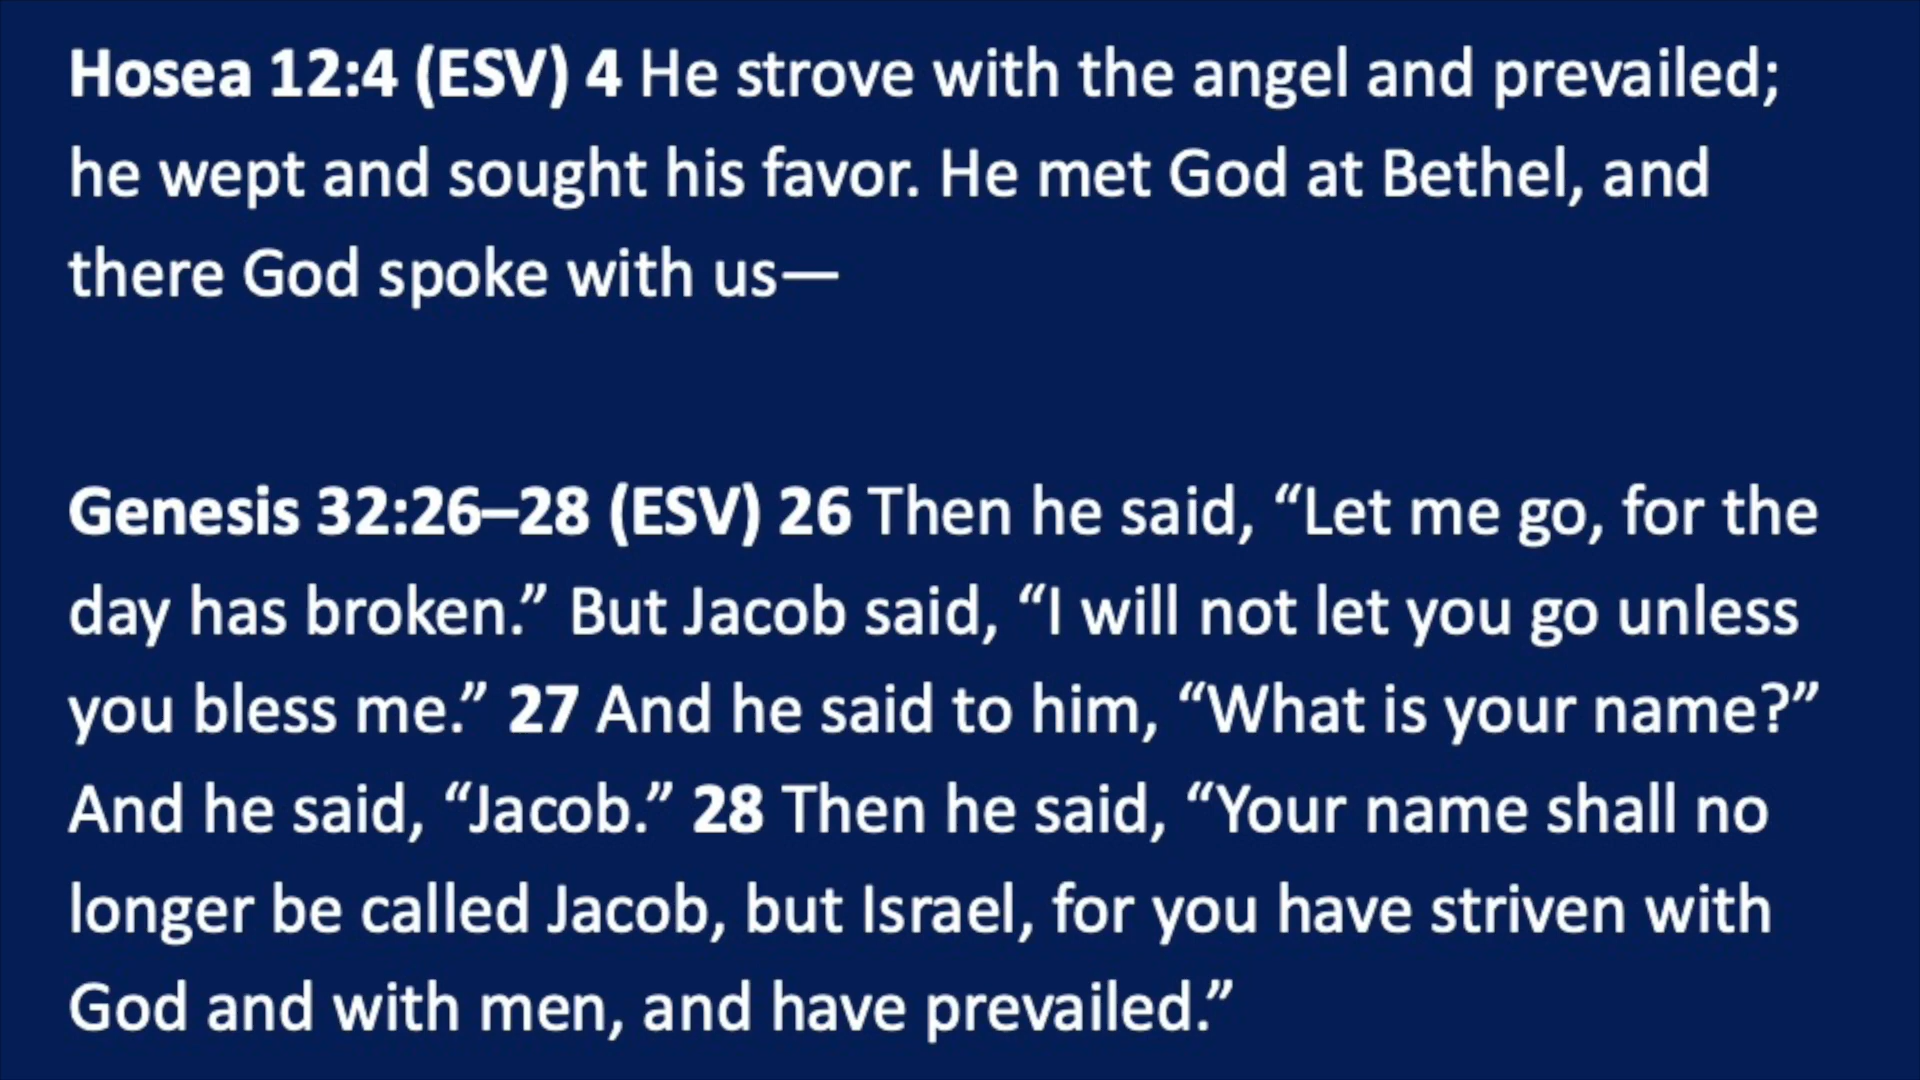 Hosea 12:4 (ESV) 4 He strove with the angel and prevailed;
he wept and sought his favor. He met God at Bethel, and
there God spoke with us—
Genesis 32:26–28 (ESV) 26 Then he said, “Let me go, for the
day has broken.” But Jacob said, “I will not let you go unless
you bless me.” 27 And he said to him, “What is your name?”
And he said, “Jacob.” 28 Then he said, “Your name shall no
longer be called Jacob, but Israel, for you have striven with
God and with men, and have prevailed.”